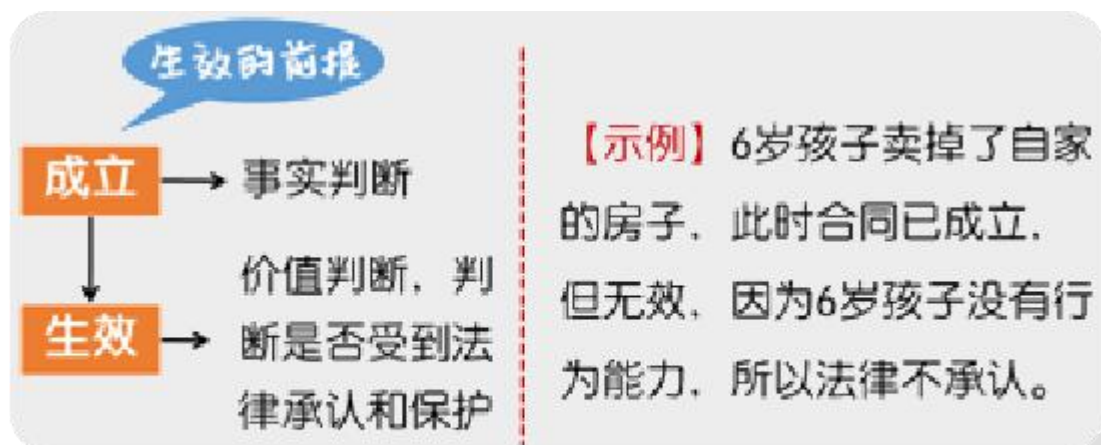 生效的前提
成立
事实判断
生效
价值判断，判
断是否受到法
律承认和保护
【示例】6岁孩子卖掉了自家
的房子，此时合同已成立，
但无效，因为6岁孩子没有行
为能力，所以法律不承认。